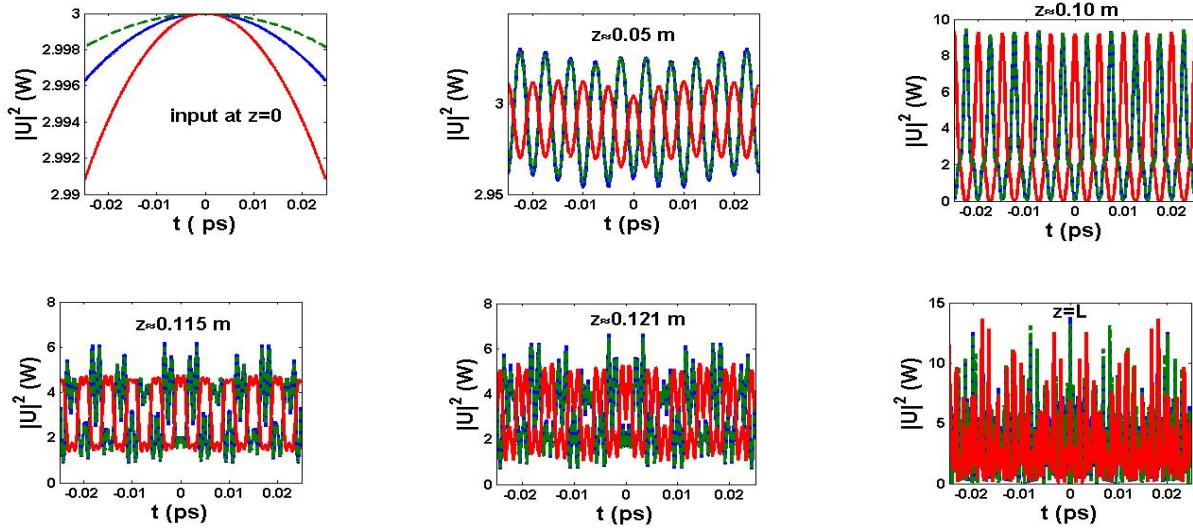 3
2.998
2.996
2.994
2.992
2.99
|U|² (W)
input at z=0
-0.02 -0.01 0 0.01 0.02
t ( ps)
3
2.95
|U|² (W)
z≈0.05 m
-0.02 -0.01 0 0.01 0.02
t (ps)
z≈0.10 m
10
8
6
4
2
0
|U|² (W)
-0.02 -0.01 0 0.01 0.02
t (ps)
8
6
4
2
0
|U|² (W)
z≈0.115 m
-0.02 -0.01 0 0.01 0.02
t (ps)
8
6
4
2
0
|U|² (W)
z≈0.121 m
-0.02 -0.01 0 0.01 0.02
t (ps)
15
10
5
0
|U|² (W)
z=L
-0.02 -0.01 0 0.01 0.02
t (ps)